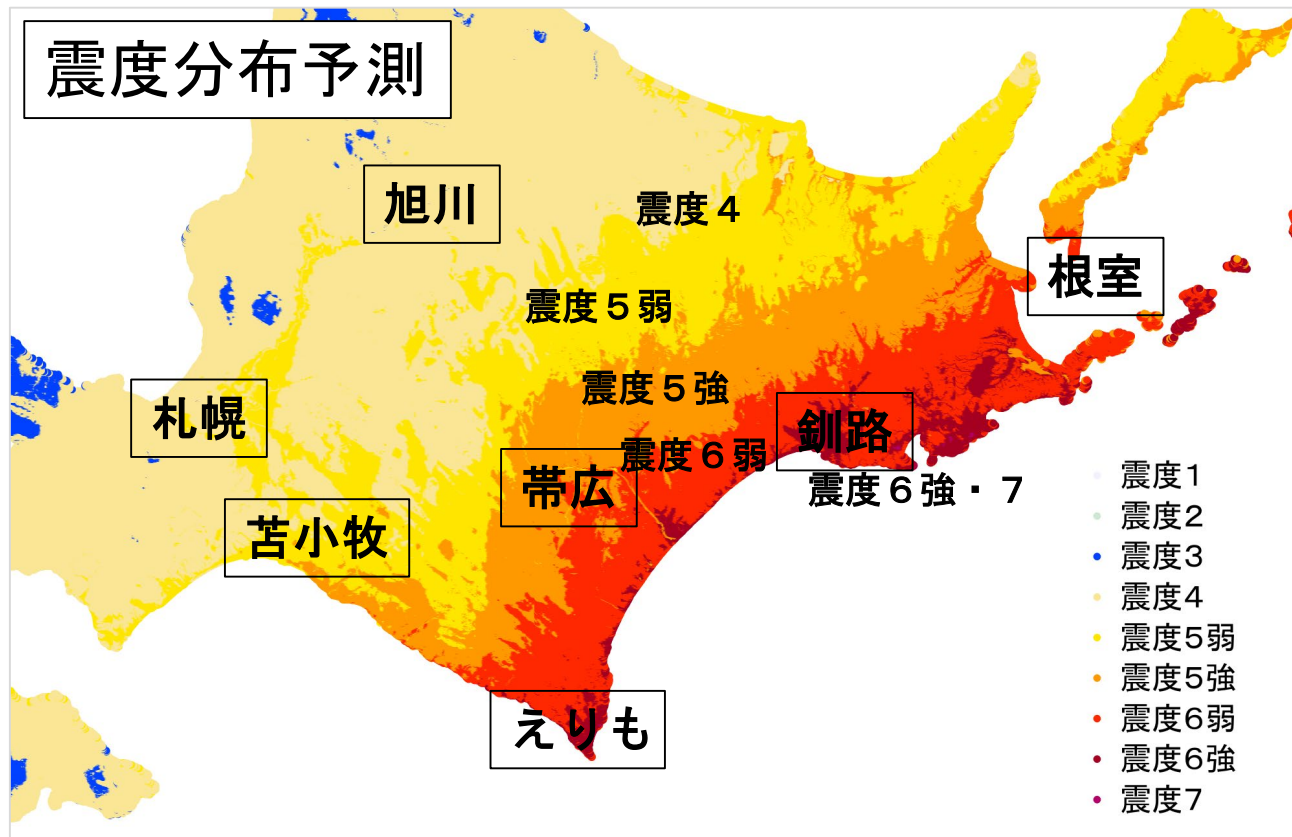 震度分布予測
旭川
震度４
根室
震度５弱
震度５強
札幌
釧路
震度６弱
帯広
震度６強・７
苫小牧
えりも
震度１
震度２
震度３
震度４
震度５弱
震度５強
震度６弱
震度６強
震度７